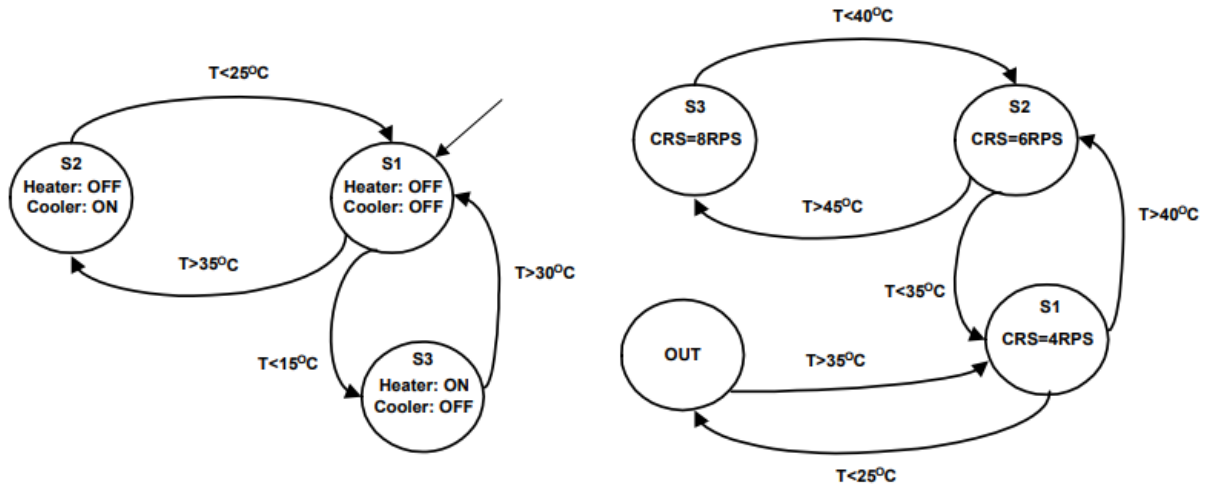 T<25ºC
S2
Heater: OFF
Cooler: ON
S1
Heater: OFF
Cooler: OFF
T>35ºC
T>30ºC
T<15ºC
S3
Heater: ON
Cooler: OFF
T<40ºC
S3
CRS=8RPS
S2
CRS=6RPS
T>45ºC
T>40ºC
T<35ºC
S1
CRS=4RPS
OUT
T>35ºC
T<25ºC